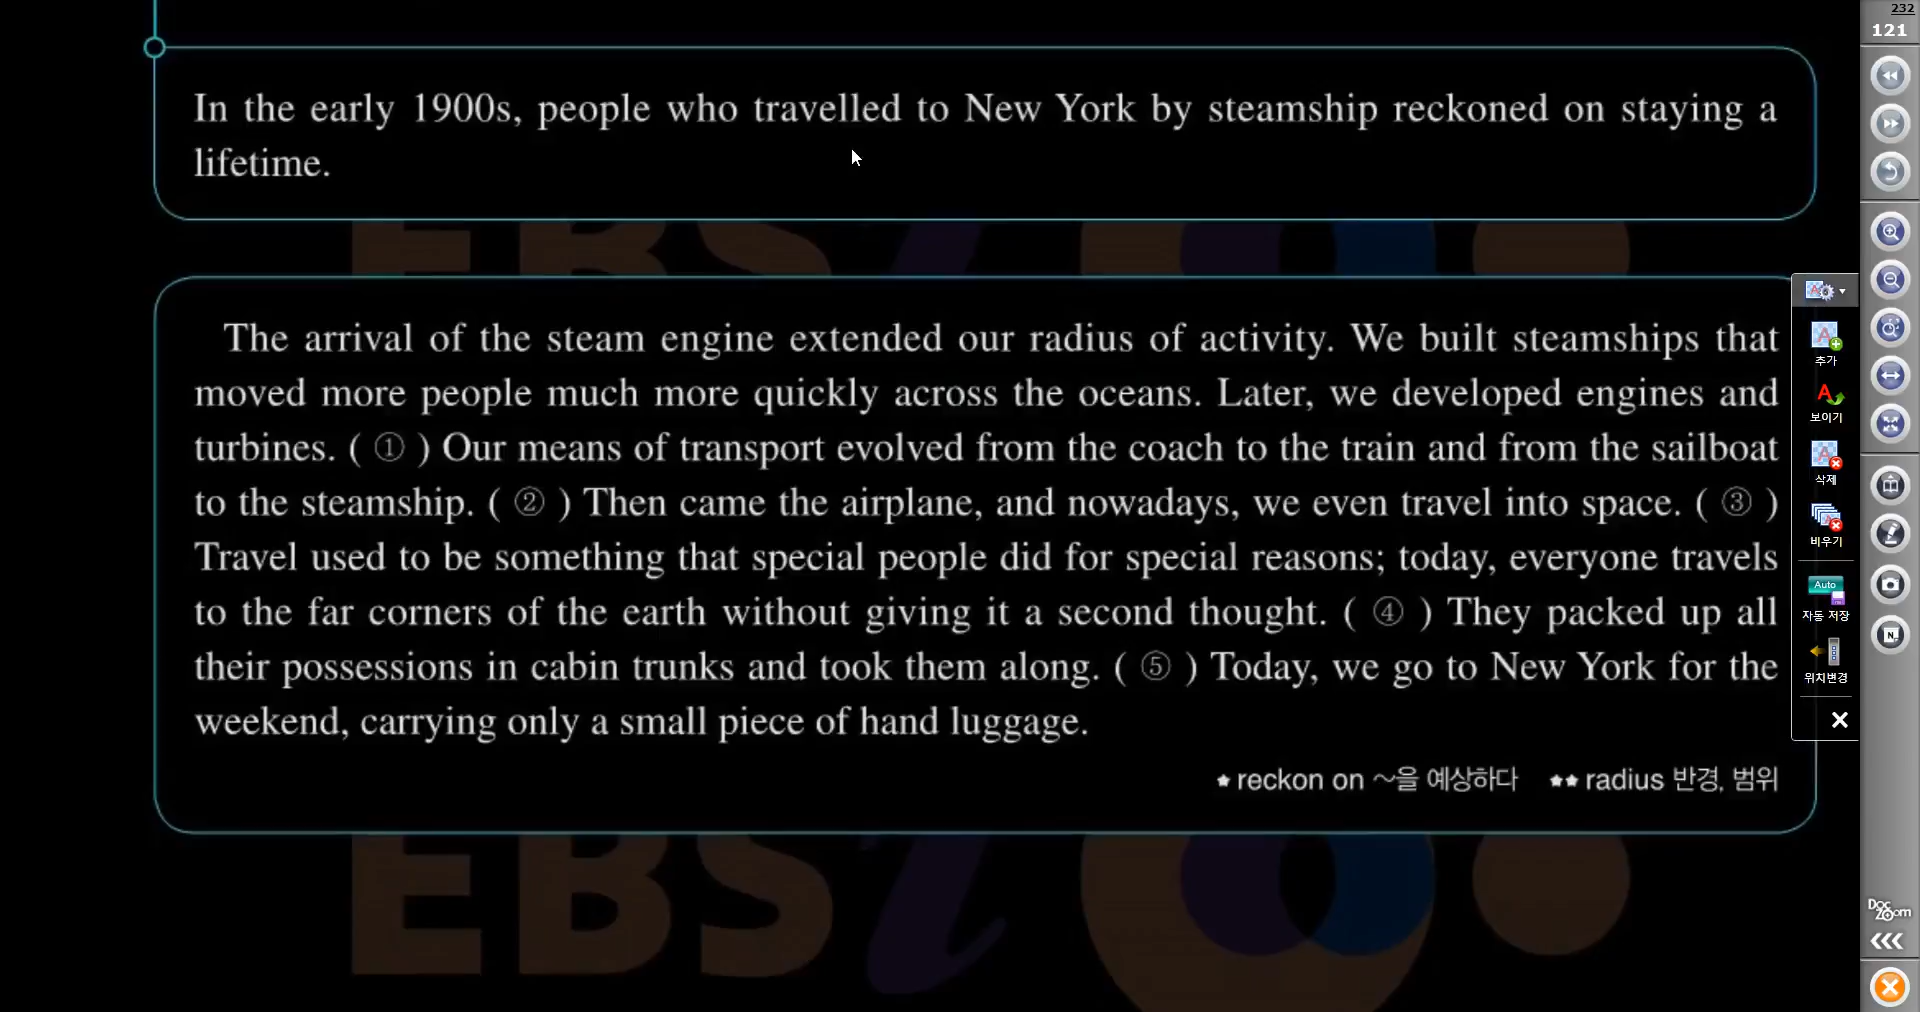 232
121
In the early 1900s, people who travelled to New York by steamship reckoned on staying a
lifetime.
The arrival of the steam engine extended our radius of activity. We built steamships that
moved more people much more quickly across the oceans. Later, we developed engines and
turbines. ( ① ) Our means of transport evolved from the coach to the train and from the sailboat
to the steamship. ( ② ) Then came the airplane, and nowadays, we even travel into space. ( ③ )
Travel used to be something that special people did for special reasons; today, everyone travels
to the far corners of the earth without giving it a second thought. ( ④ ) They packed up all
their possessions in cabin trunks and took them along. ( ⑤ ) Today, we go to New York for the
weekend, carrying only a small piece of hand luggage.
★ reckon on ～을 예상하다 ★★ radius 반경, 범위
추가
보이기
삭제
비우기
Auto
자동 저장
위치변경
EBSi
EBSi
DocZoom